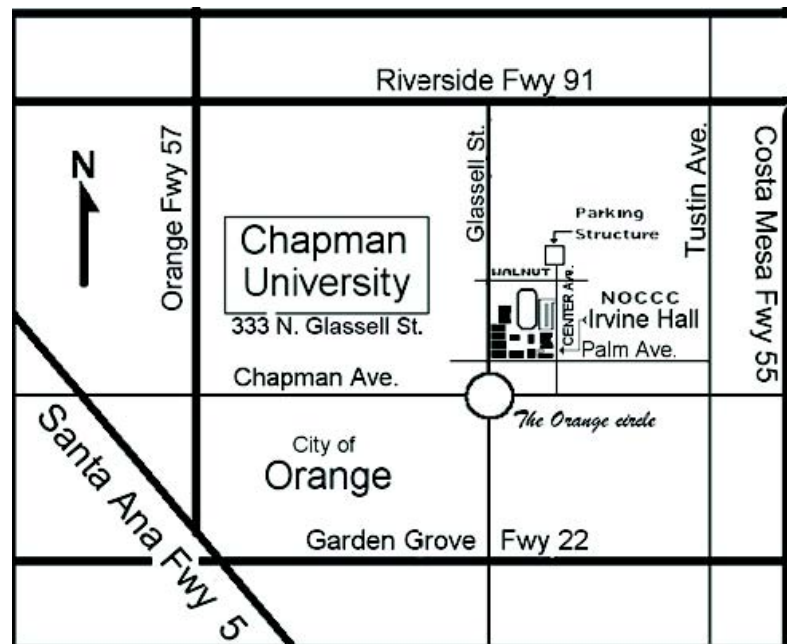 Riverside Fwy 91
N
Orange Fwy 57
Glassell St.
Tustin Ave.
Costa Mesa Fwy 55
Parking
Structure
Chapman
University
333 N. Glassell St.
WALNUT
CENTER Ave.
NOCCC
Irvine Hall
Palm Ave.
Chapman Ave.
The Orange circle
City of
Orange
Santa Ana Fwy 5
Garden Grove Fwy 22